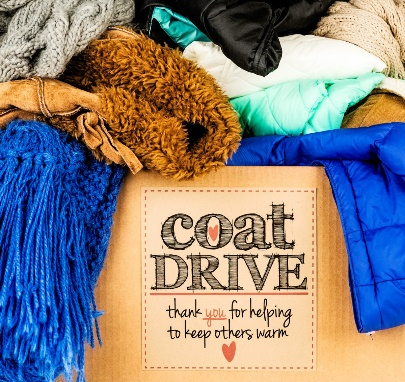 coat
DRIVE
thank you for helping
to keep others warm